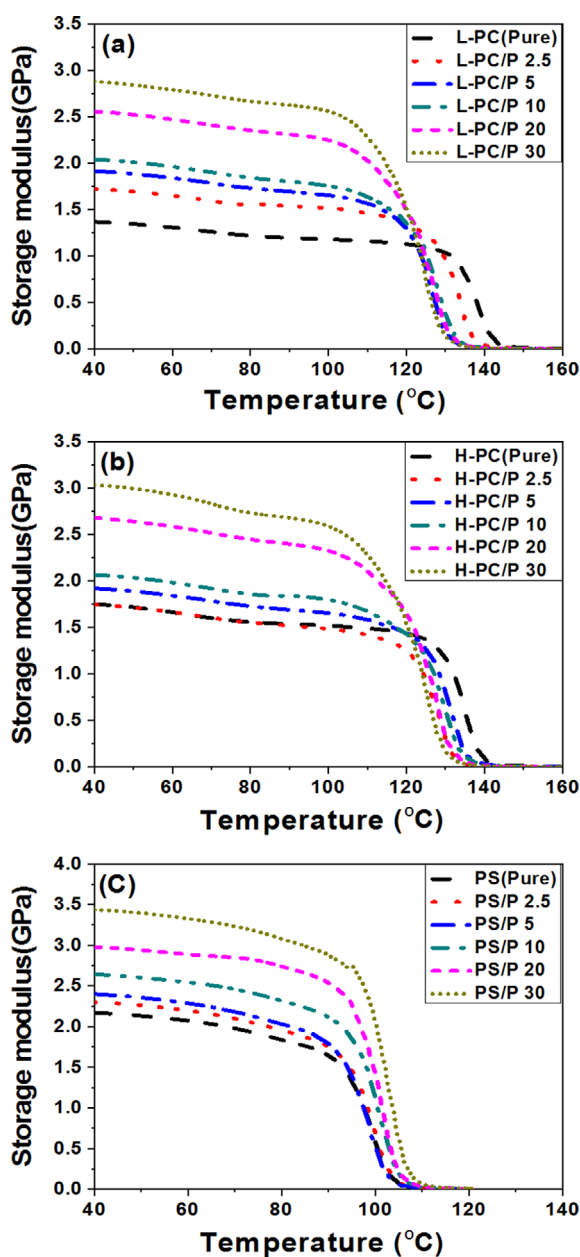 (a)
L-PC(Pure)
L-PC/P 2.5
L-PC/P 5
L-PC/P 10
L-PC/P 20
L-PC/P 30
Storage modulus(GPa)
3.5
3.0
2.5
2.0
1.5
1.0
0.5
0.0
40 60 80 100 120 140 160
Temperature (°C)
(b)
H-PC(Pure)
H-PC/P 2.5
H-PC/P 5
H-PC/P 10
H-PC/P 20
H-PC/P 30
Storage modulus(GPa)
3.5
3.0
2.5
2.0
1.5
1.0
0.5
0.0
40 60 80 100 120 140 160
Temperature (°C)
(C)
PS(Pure)
PS/P 2.5
PS/P 5
PS/P 10
PS/P 20
PS/P 30
Storage modulus(GPa)
4.0
3.5
3.0
2.5
2.0
1.5
1.0
0.5
0.0
40 60 80 100 120 140
Temperature (°C)